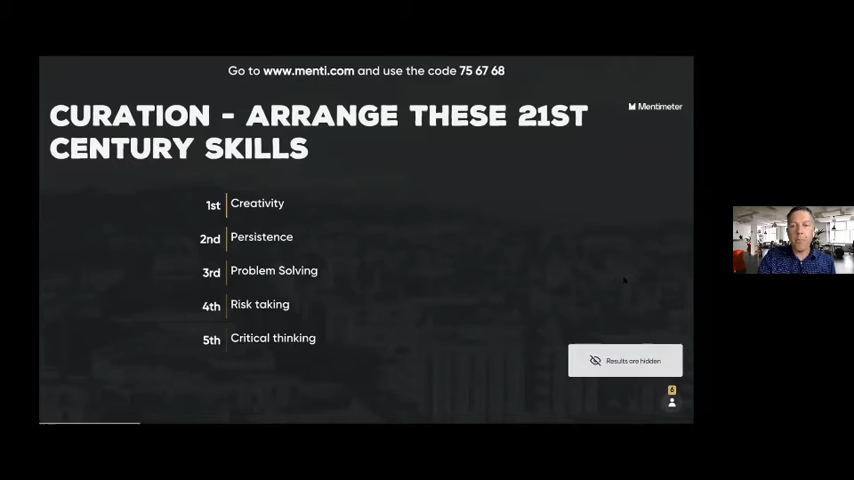 Go to www.menti.com and use the code 75 67 68
CURATION - ARRANGE THESE 21ST
Mentimeter
CENTURY SKILLS
1st Creativity
2nd Persistence
3rd Problem Solving
4th Risk taking
5th Critical thinking
Results are hidden
6